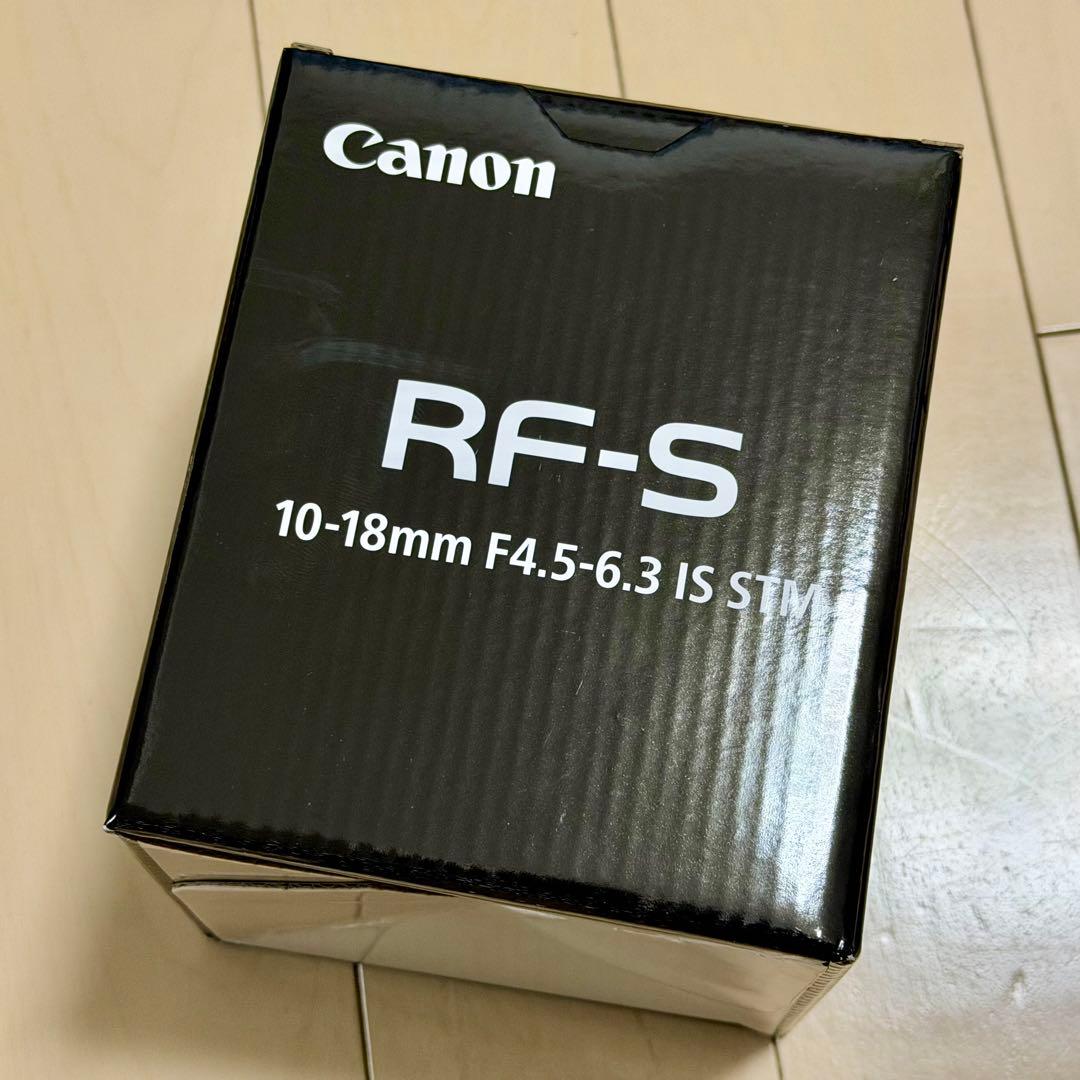 Canon
RF-S
10-18mm F4.5-6.3 IS STM